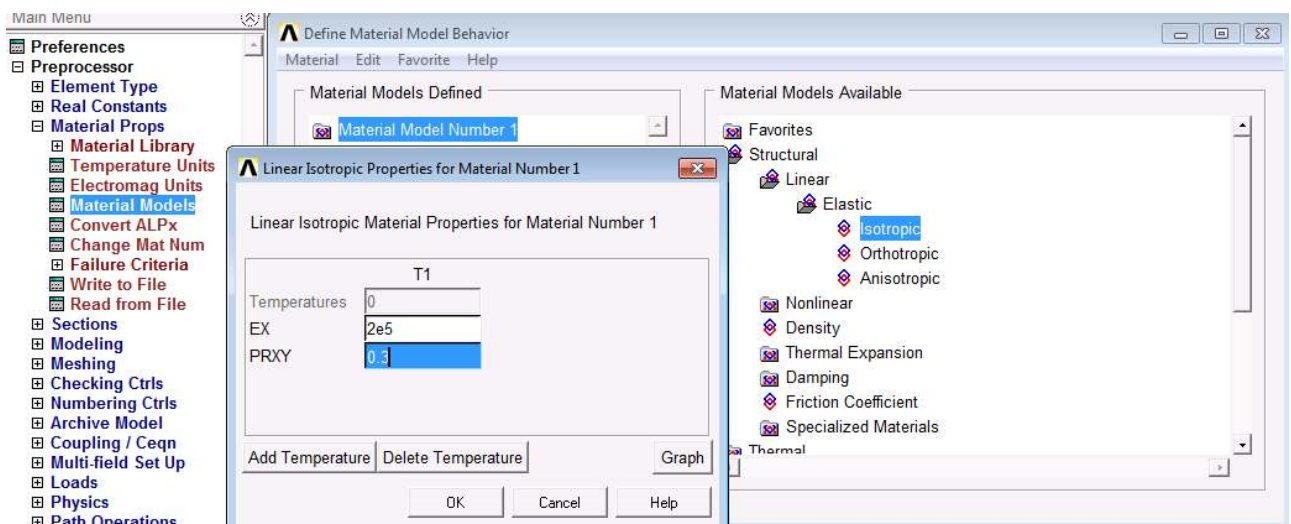 Main Menu
Preferences
Preprocessor
Element Type
Real Constants
Material Props
Material Library
Temperature Units
Electromag Units
Material Models
Convert ALPx
Change Mat Num
Failure Criteria
Write to File
Read from File
Sections
Modeling
Meshing
Checking Ctrls
Numbering Ctrls
Archive Model
Coupling / Ceqn
Multi-field Set Up
Loads
Physics
Path Operations
Define Material Model Behavior
Material Edit Favorite Help
Material Models Defined
Material Model Number 1
Material Models Available
Favorites
Structural
Linear
Elastic
Isotropic
Orthotropic
Anisotropic
Nonlinear
Density
Thermal Expansion
Damping
Friction Coefficient
Specialized Materials
Thermal
Linear Isotropic Properties for Material Number 1
Linear Isotropic Material Properties for Material Number 1
T1
Temperatures 0
EX 2e5
PRXY 0.3
Add Temperature Delete Temperature Graph
OK Cancel Help